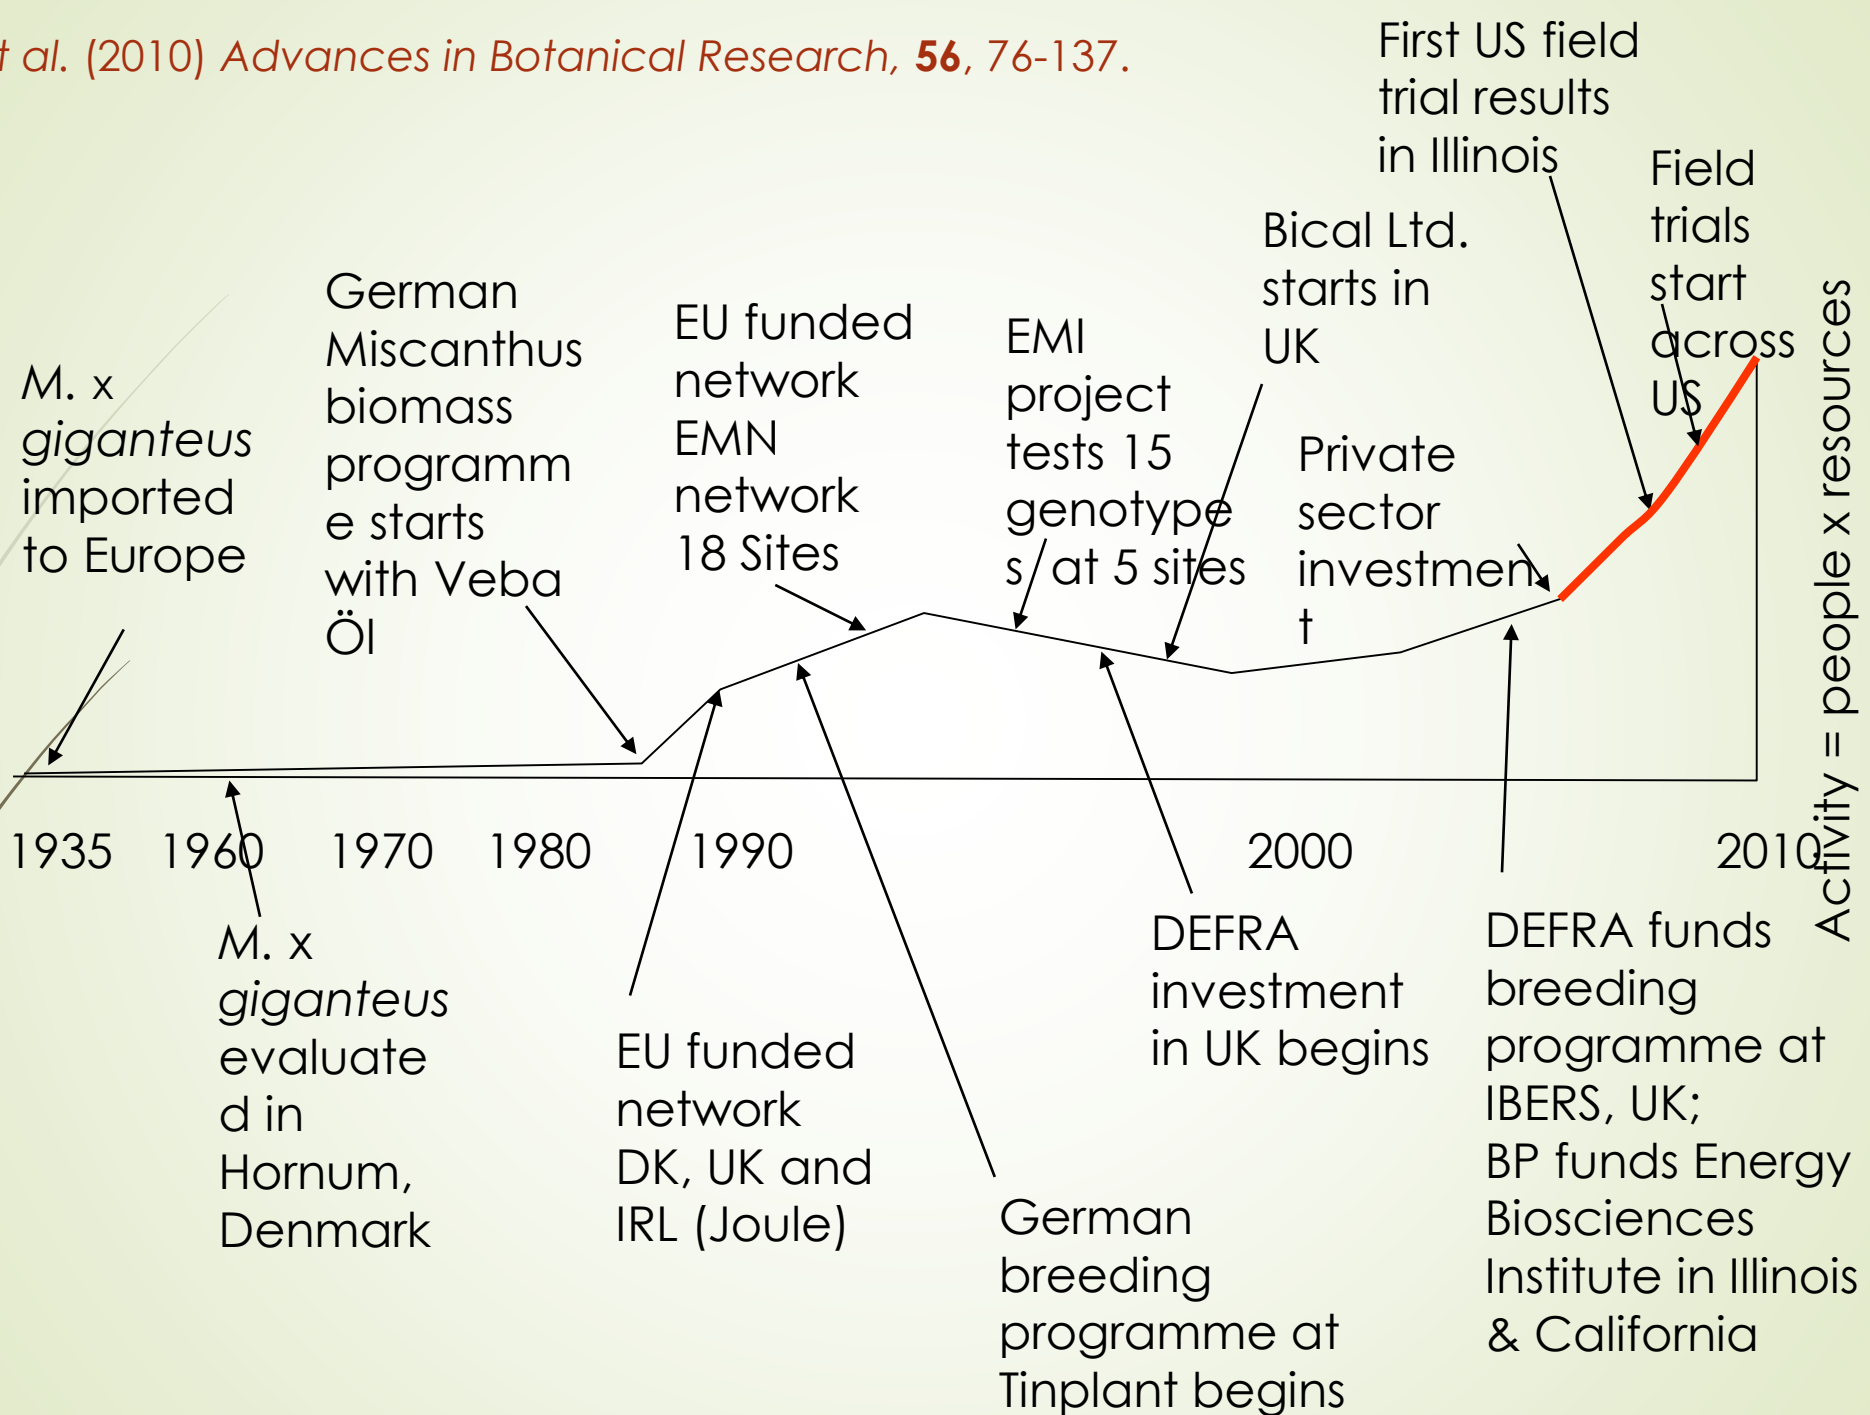 t al. (2010) Advances in Botanical Research, 56, 76-137.
First US field
trial results
in Illinois
Field
trials
start
across
US
Bical Ltd.
starts in
UK
German
Miscanthus
biomass
programm
e starts
with Veba
Öl
EU funded
network
EMN
network
18 Sites
EMI
project
tests 15
genotype
s at 5 sites
Private
sector
investmen
t
M. x
giganteus
imported
to Europe
Activity = people x resources
1935 1960 1970 1980 1990 2000 2010
M. x
giganteus
evaluate
d in
Hornum,
Denmark
EU funded
network
DK, UK and
IRL (Joule)
German
breeding
programme at
Tinplant begins
DEFRA
investment
in UK begins
DEFRA funds
breeding
programme at
IBERS, UK;
BP funds Energy
Biosciences
Institute in Illinois
& California